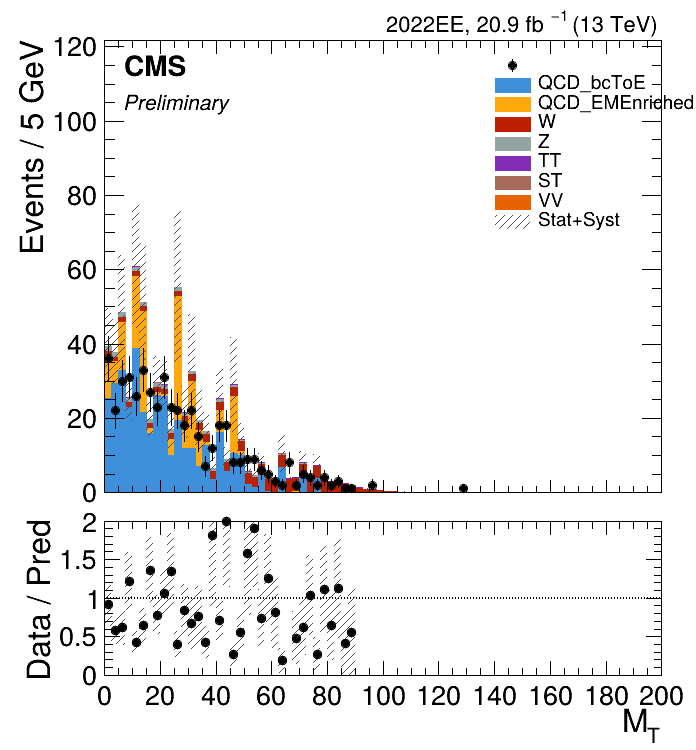 2022EE, 20.9 fb⁻¹ (13 TeV)
CMS
Preliminary
QCD_bcToE
QCD_EMEnriched
W
Z
TT
ST
VV
Stat+Syst
Events / 5 GeV
120
100
80
60
40
20
0
Data / Pred
2
1.5
1
0.5
0
0 20 40 60 80 100 120 140 160 180 200
M_T